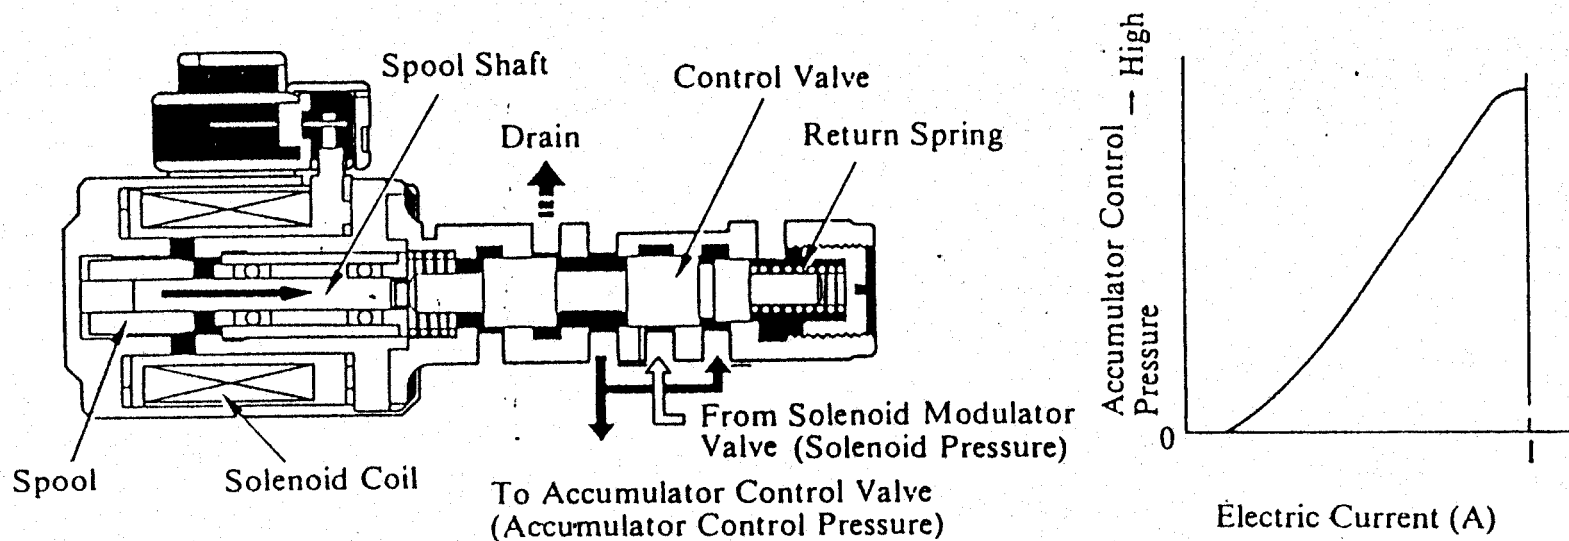 Spool Shaft
Control Valve
Drain
Return Spring
From Solenoid Modulator
Valve (Solenoid Pressure)
Spool
Solenoid Coil
To Accumulator Control Valve
(Accumulator Control Pressure)
Accumulator Control → High
Pressure
0
1
Electric Current (A)